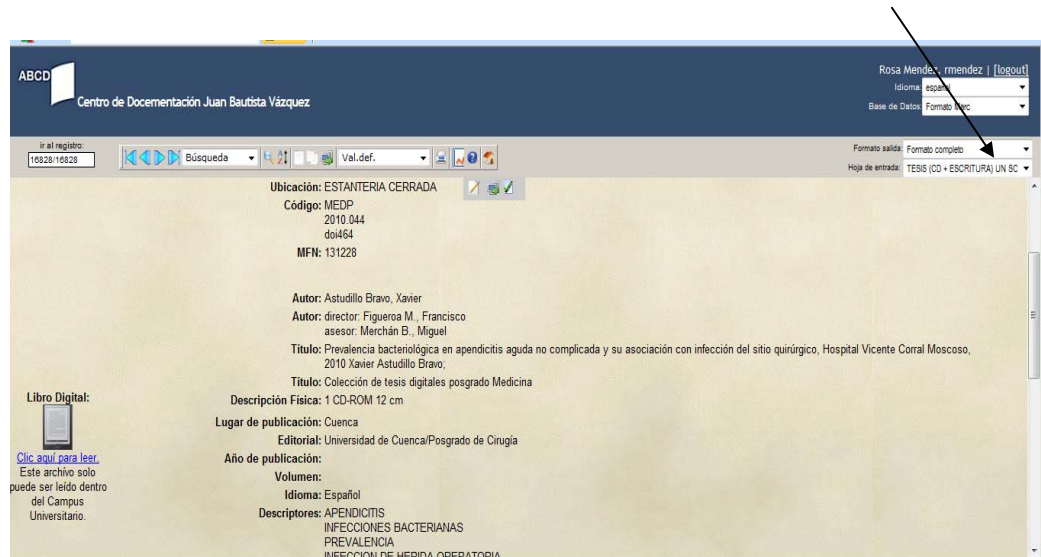 ABCD
Centro de Docementación Juan Bautista Vázquez
Rosa Mendez, rmendez | [logout]
Idioma: español
Base de Datos: Formato Marc
ir al registro:
16828/16828
Búsqueda
Val.def.
Formato salida: Formato completo
Hoja de entrada: TESIS (CD + ESCRITURA) UN SC
Ubicación: ESTANTERIA CERRADA
Código: MEDP
2010.044
doi464
MFN: 131228
Autor: Astudillo Bravo, Xavier
Autor: director: Figueroa M., Francisco
asesor: Merchán B., Miguel
Título: Prevalencia bacteriológica en apendicitis aguda no complicada y su asociación con infección del sitio quirúrgico, Hospital Vicente Corral Moscoso,
2010 Xavier Astudillo Bravo;
Título: Colección de tesis digitales posgrado Medicina
Libro Digital:
Clic aquí para leer.
Este archivo solo
puede ser leído dentro
del Campus
Universitario.
Descripción Física: 1 CD-ROM 12 cm
Lugar de publicación: Cuenca
Editorial: Universidad de Cuenca/Posgrado de Cirugía
Año de publicación:
Volumen:
Idioma: Español
Descriptores: APENDICITIS
INFECCIONES BACTERIANAS
PREVALENCIA
INFECCION DE HERIDA OPERATORIA